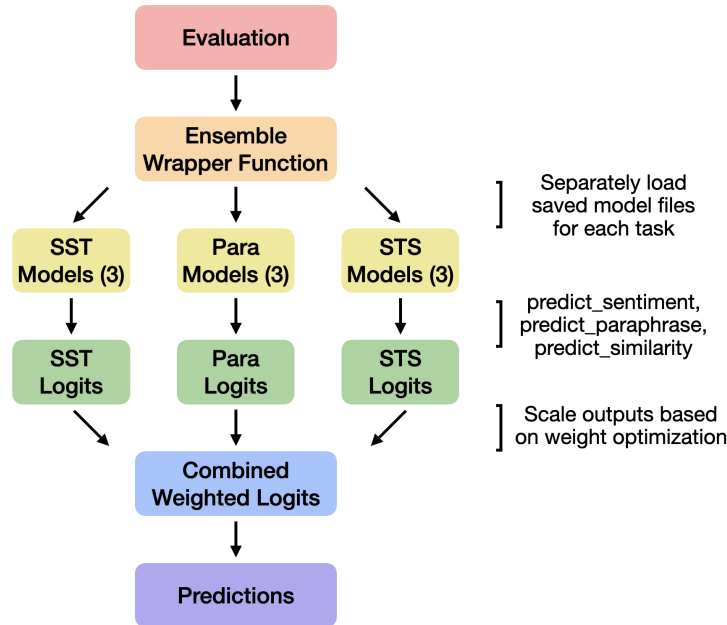 Evaluation
Ensemble
Wrapper Function
Separately load
saved model files
for each task
SST
Models (3)
Para
Models (3)
STS
Models (3)
predict_sentiment,
predict_paraphrase,
predict_similarity
SST
Logits
Para
Logits
STS
Logits
Scale outputs based
on weight optimization
Combined
Weighted Logits
Predictions